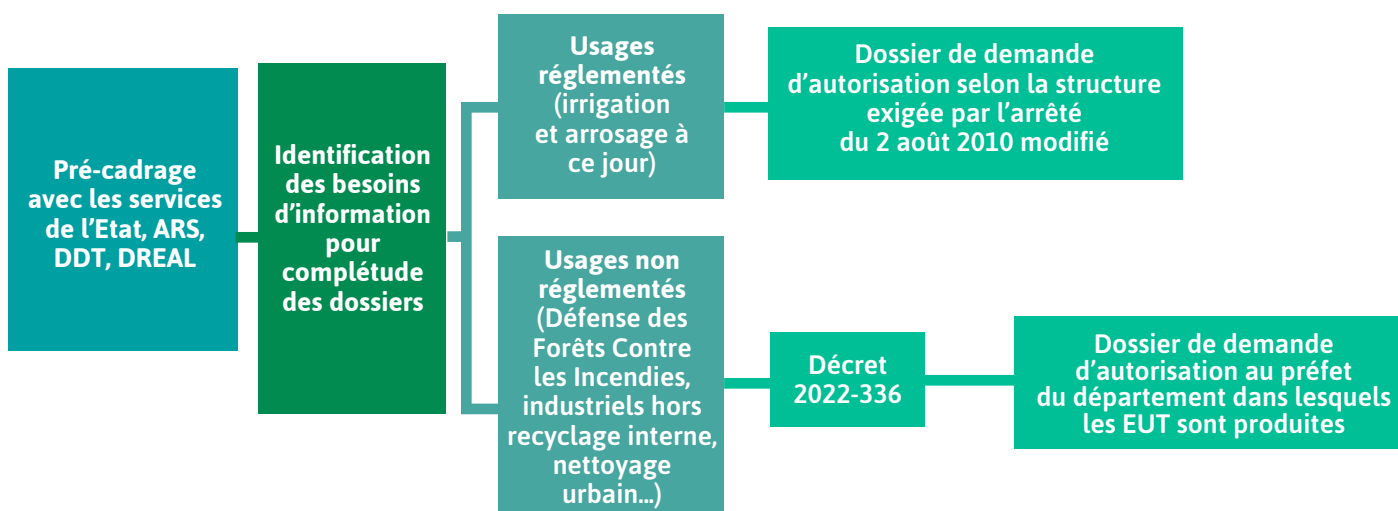 Pré-cadrage
avec les services
de l'Etat, ARS,
DDT, DREAL
Identification
des besoins
d'information
pour
complétude
des dossiers
Usages
réglementés
(irrigation
et arrosage à
ce jour)
Dossier de demande
d'autorisation selon la structure
exigée par l'arrêté
du 2 août 2010 modifié
Usages non
réglementés
(Défense des
Forêts Contre
les Incendies,
industriels hors
recyclage interne,
nettoyage
urbain...)
Décret
2022-336
Dossier de demande
d'autorisation au préfet
du département dans lesquels
les EUT sont produites